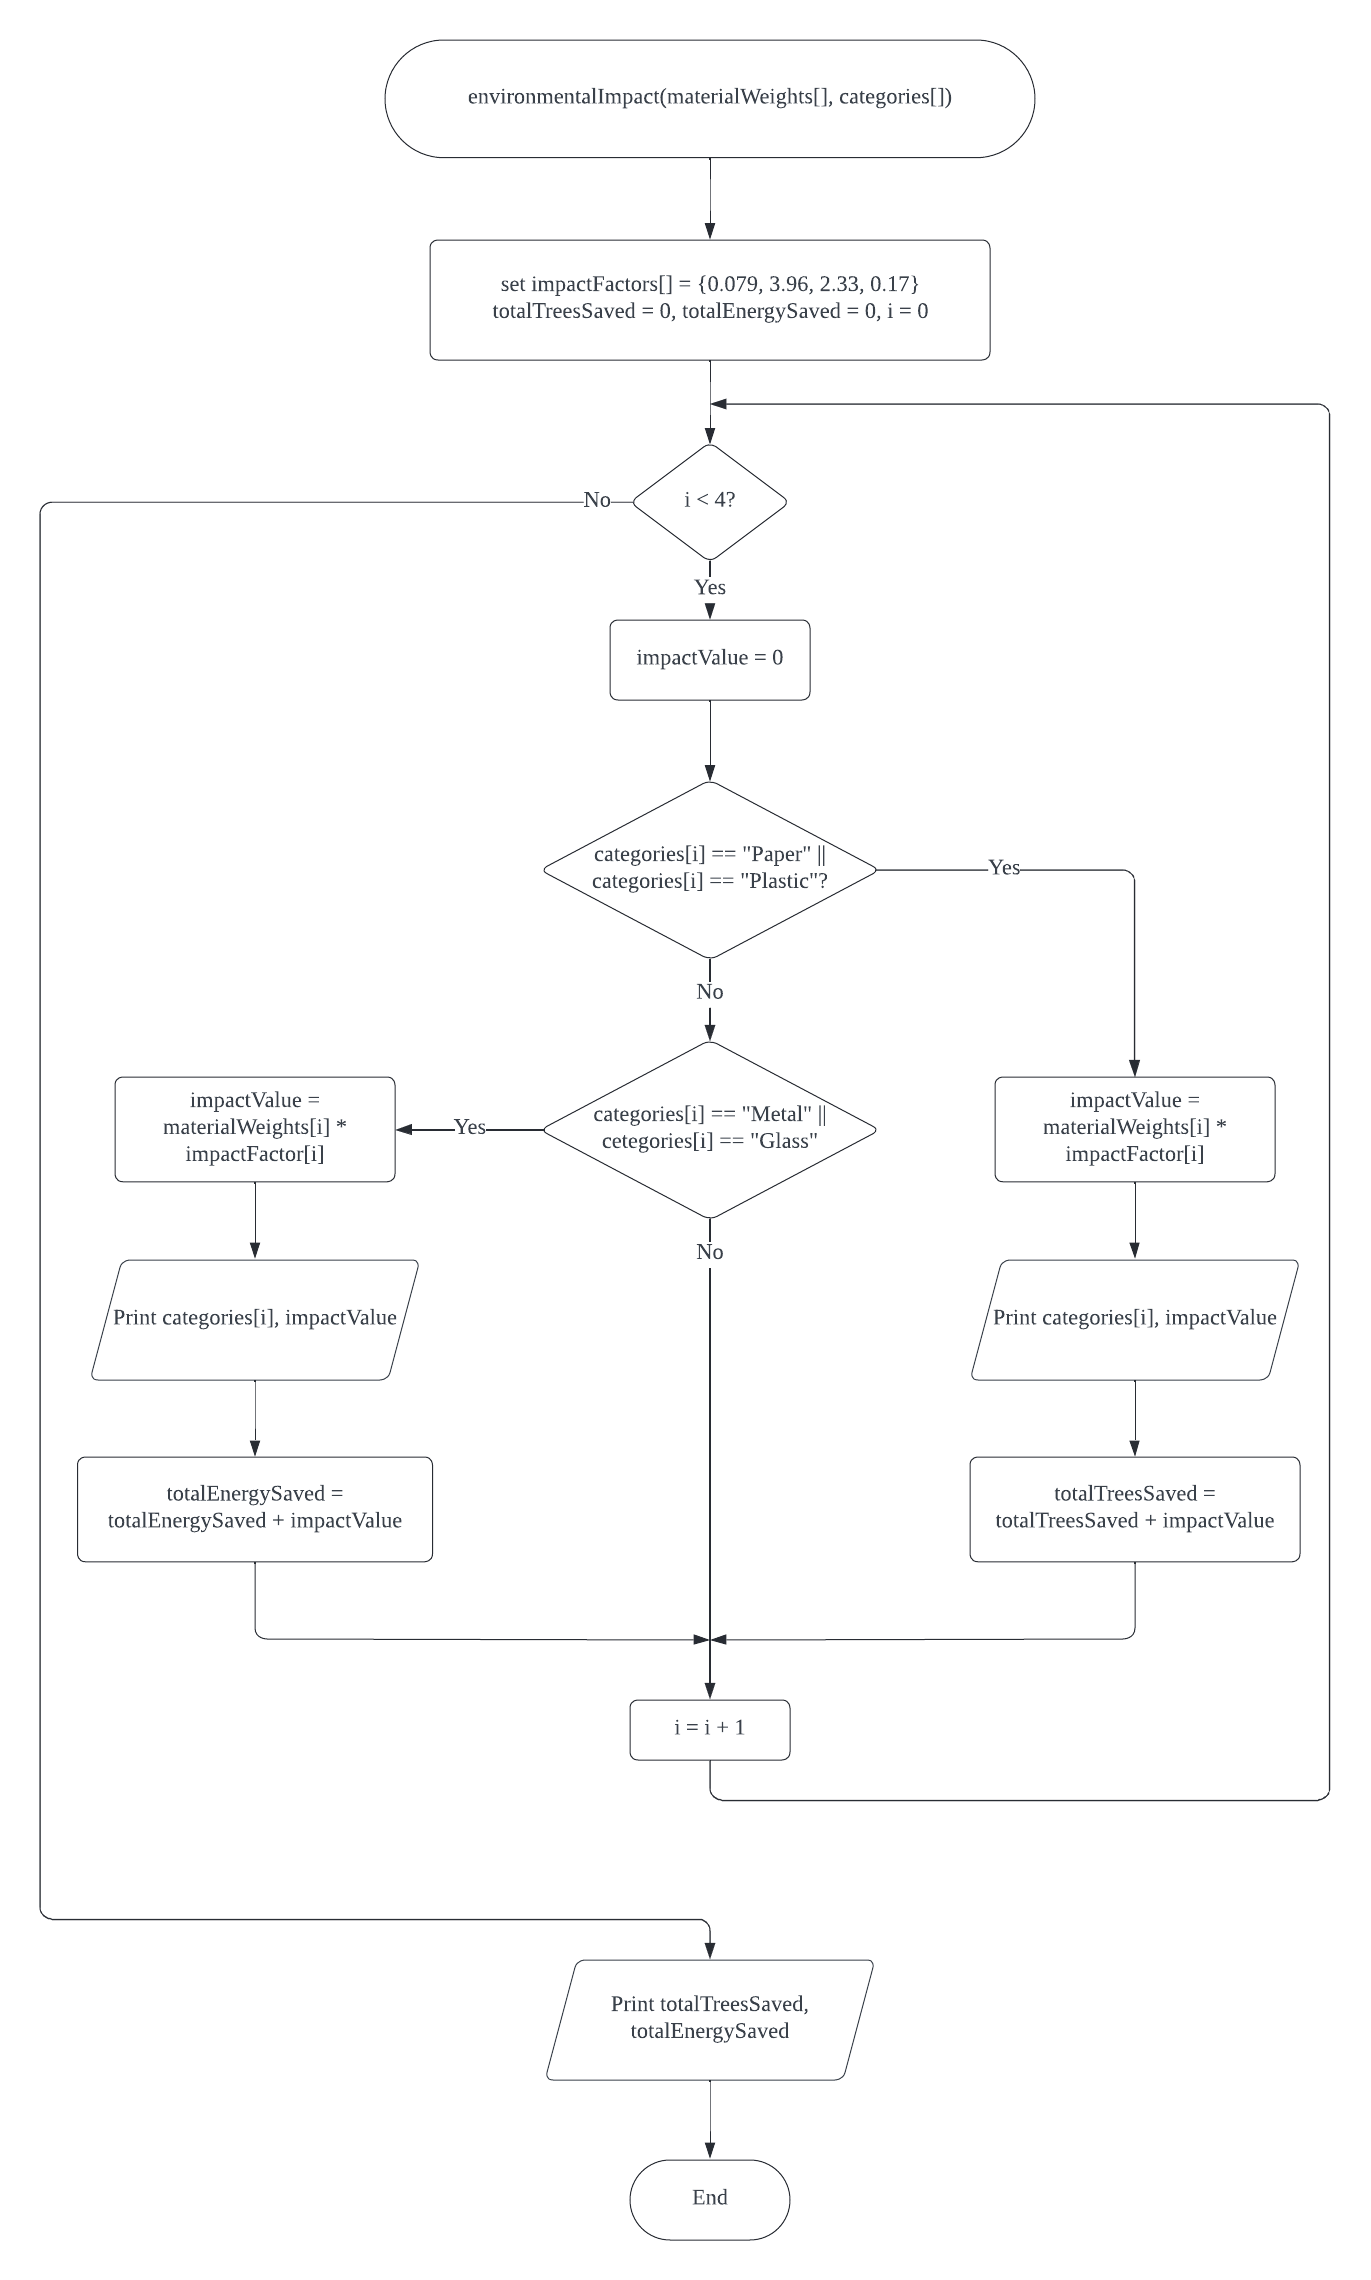 environmentalImpact(materialWeights[], categories[])
set impactFactors[] = {0.079, 3.96, 2.33, 0.17}
totalTreesSaved = 0, totalEnergySaved = 0, i = 0
i < 4?
No
Yes
impactValue = 0
categories[i] == "Paper" ||
categories[i] == "Plastic"?
Yes
No
categories[i] == "Metal" ||
cetegories[i] == "Glass"
Yes
No
impactValue =
materialWeights[i] *
impactFactor[i]
Print categories[i], impactValue
totalEnergySaved =
totalEnergySaved + impactValue
impactValue =
materialWeights[i] *
impactFactor[i]
Print categories[i], impactValue
totalTreesSaved =
totalTreesSaved + impactValue
i = i + 1
Print totalTreesSaved,
totalEnergySaved
End